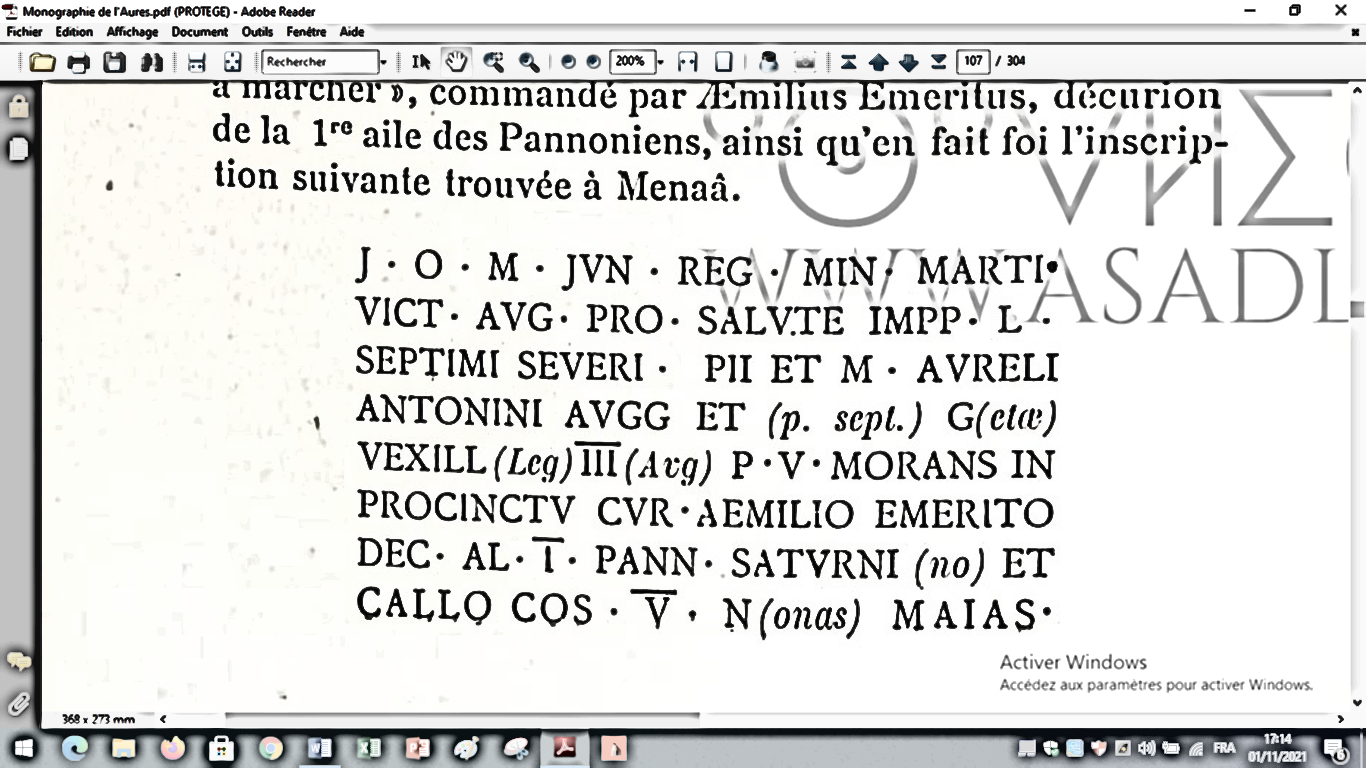 Monographie de l'Aures.pdf (PROTEGE) - Adobe Reader
Fichier Edition Affichage Document Outils Fenêtre Aide
Rechercher 200% 107 / 304
à marcher », commandé par Æmilius Emeritus, décurion
de la 1re aile des Pannoniens, ainsi qu'en fait foi l'inscrip-
tion suivante trouvée à Menaâ.
J · O · M · JVN · REG · MIN · MARTI·
VICT · AVG · PRO · SALV.TE IMPP · L ·
SEPTIMI SEVERI · PII ET M · AVRELI
ANTONINI AVGG ET (p. sept.) G(etæ)
VEXILL (Leg) III (Avg) P · V · MORANS IN
PROCINCTV CVR · AEMILIO EMERITO
DEC · AL · I · PANN · SATVRNI (no) ET
CALLO COS · V · N(onas) MAIAS·
WWW.ASADL
Activer Windows
Accédez aux paramètres pour activer Windows.
368 x 273 mm
FRA
17:14
01/11/2021